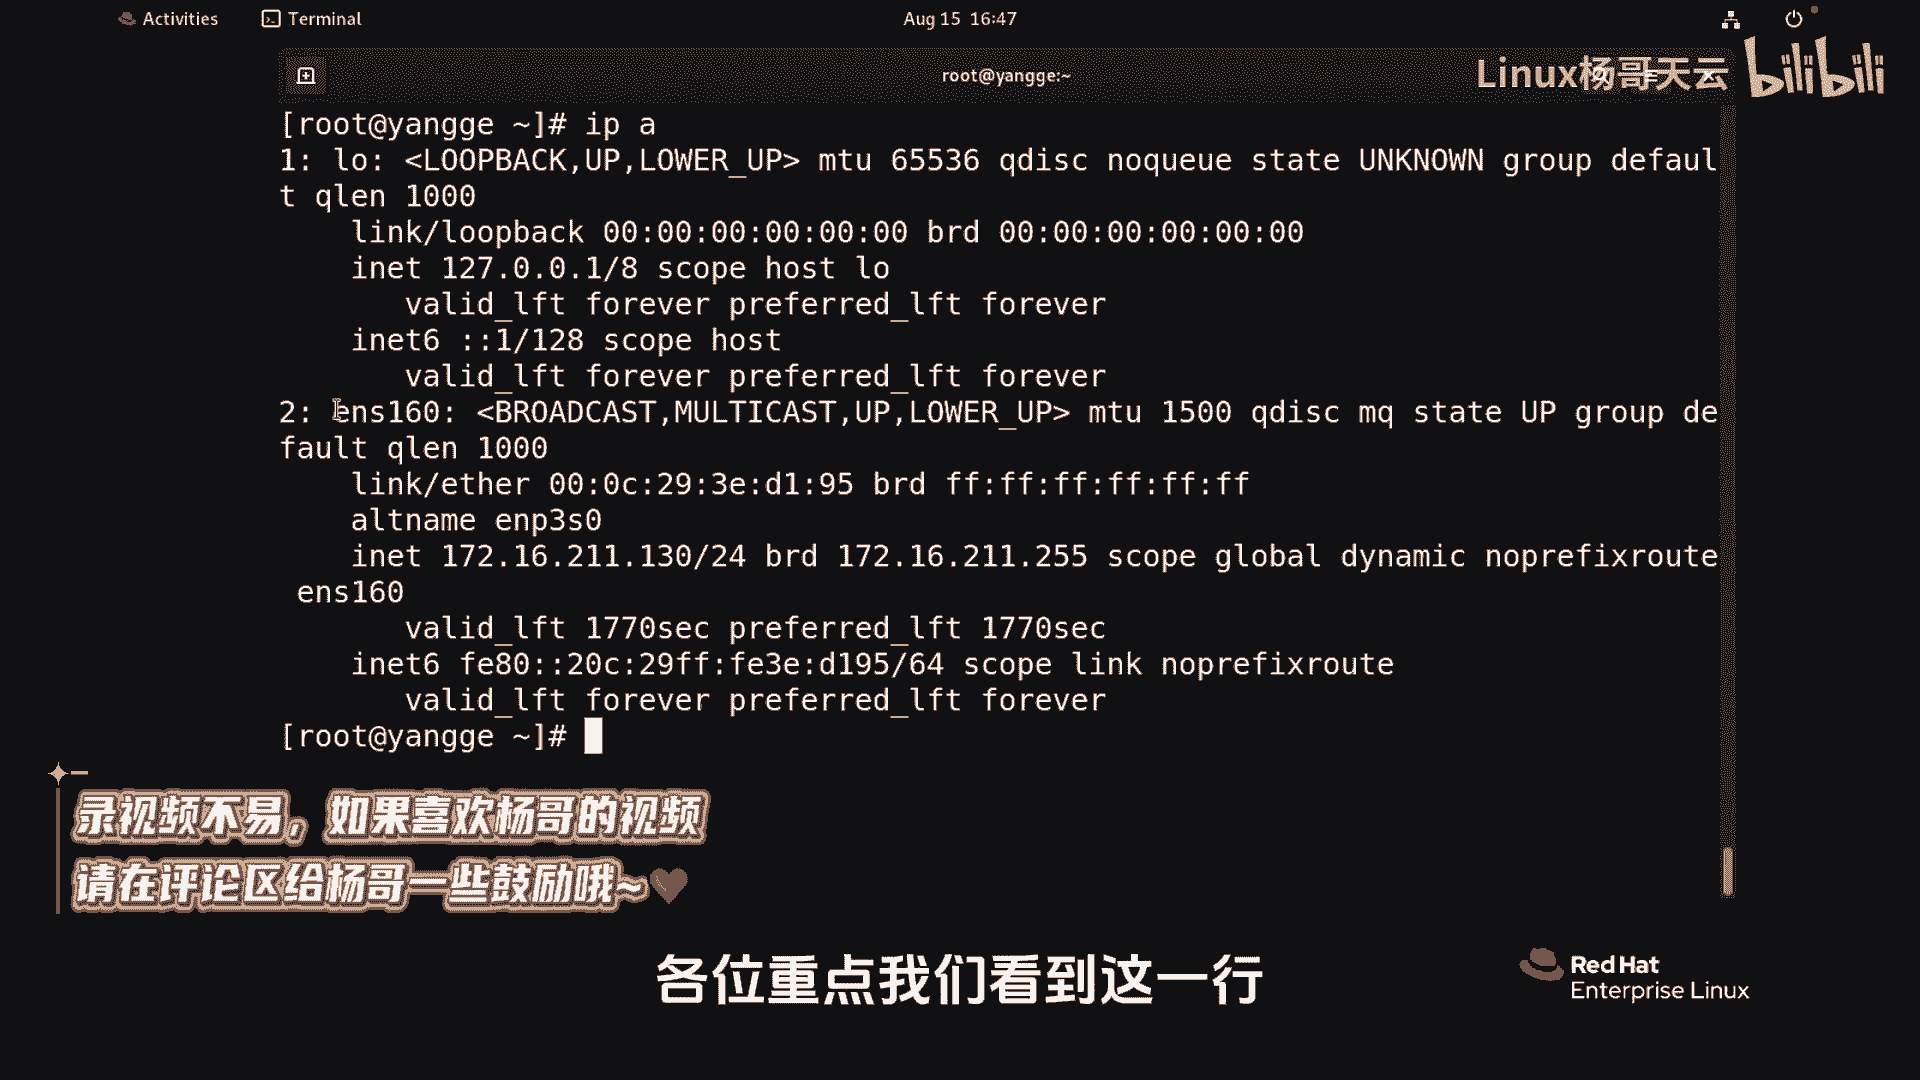 Activities Terminal Aug 15 16:47
root@yangge:~
Linux杨哥天云 bilibili
[root@yangge ~]# ip a
1: lo: <LOOPBACK,UP,LOWER_UP> mtu 65536 qdisc noqueue state UNKNOWN group defaul
t qlen 1000
    link/loopback 00:00:00:00:00:00 brd 00:00:00:00:00:00
    inet 127.0.0.1/8 scope host lo
       valid_lft forever preferred_lft forever
    inet6 ::1/128 scope host
       valid_lft forever preferred_lft forever
2: ens160: <BROADCAST,MULTICAST,UP,LOWER_UP> mtu 1500 qdisc mq state UP group de
fault qlen 1000
    link/ether 00:0c:29:3e:d1:95 brd ff:ff:ff:ff:ff:ff
    altname enp3s0
    inet 172.16.211.130/24 brd 172.16.211.255 scope global dynamic noprefixroute
 ens160
       valid_lft 1770sec preferred_lft 1770sec
    inet6 fe80::20c:29ff:fe3e:d195/64 scope link noprefixroute
       valid_lft forever preferred_lft forever
[root@yangge ~]#
录视频不易，如果喜欢杨哥的视频
请在评论区给杨哥一些鼓励哦~
各位重点我们看到这一行
Red Hat
Enterprise Linux